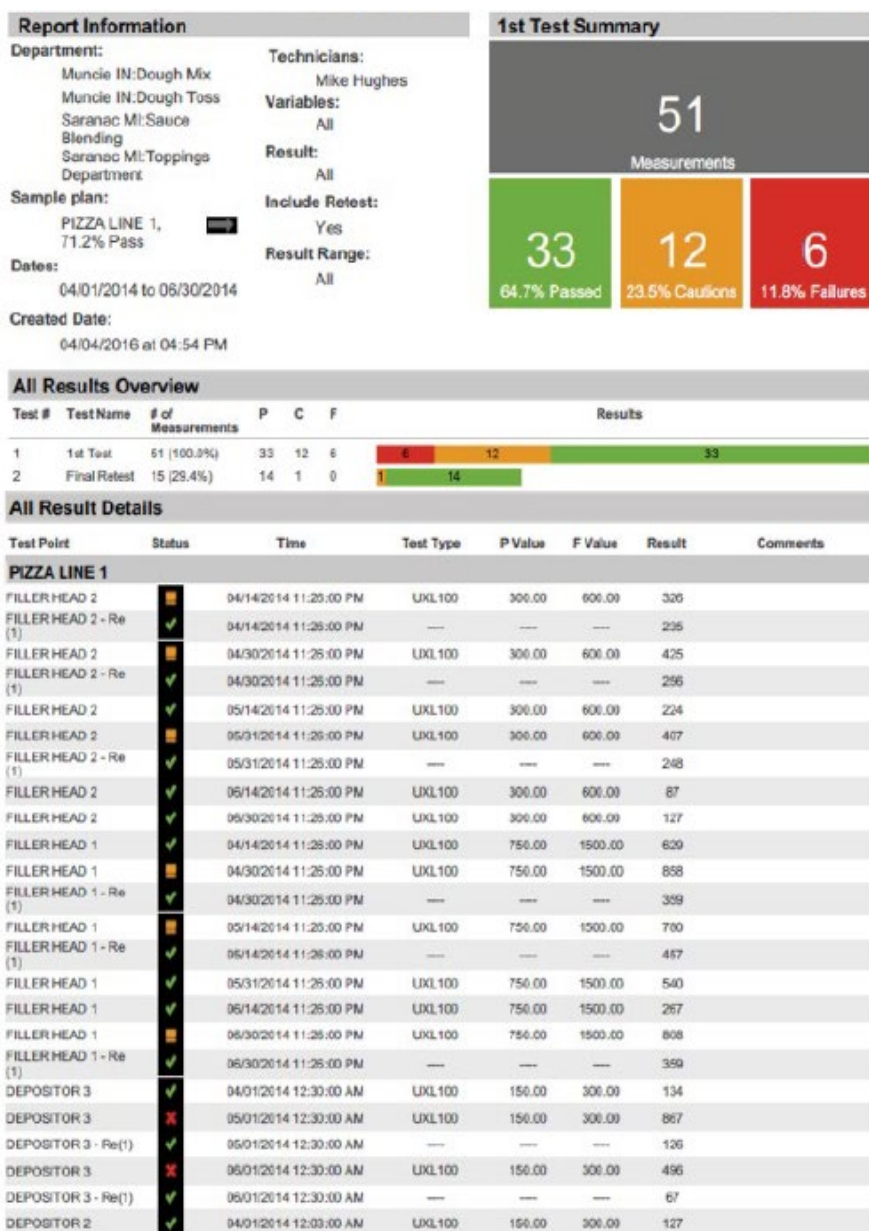 Report Information
Department:
Muncie IN:Dough Mix
Muncie IN:Dough Toss
Saranac MI:Sauce
Blending
Saranac MI:Toppings
Department
Sample plan:
PIZZA LINE 1,
71.2% Pass
Dates:
04/01/2014 to 06/30/2014
Created Date:
04/04/2016 at 04:54 PM
Technicians:
Mike Hughes
Variables:
All
Result:
All
Include Retest:
Yes
Result Range:
All
1st Test Summary
51
Measurements
33
64.7% Passed
12
23.5% Cautions
6
11.8% Failures
All Results Overview
Test # Test Name # of Measurements P C F Results
1 1st Test 51 (100.0%) 33 12 6 6 12 33
2 Final Retest 15 (29.4%) 14 1 0 1 14
All Result Details
Test Point Status Time Test Type P Value F Value Result Comments
PIZZA LINE 1
FILLER HEAD 2 04/14/2014 11:26:00 PM UXL100 300.00 600.00 326
FILLER HEAD 2 - Re (1) 04/14/2014 11:26:00 PM ---- ---- ---- 235
FILLER HEAD 2 04/30/2014 11:26:00 PM UXL100 300.00 600.00 425
FILLER HEAD 2 - Re (1) 04/30/2014 11:26:00 PM ---- ---- ---- 256
FILLER HEAD 2 05/14/2014 11:26:00 PM UXL100 300.00 600.00 224
FILLER HEAD 2 05/31/2014 11:26:00 PM UXL100 300.00 600.00 407
FILLER HEAD 2 - Re (1) 05/31/2014 11:26:00 PM ---- ---- ---- 248
FILLER HEAD 2 06/14/2014 11:26:00 PM UXL100 300.00 600.00 87
FILLER HEAD 2 06/30/2014 11:26:00 PM UXL100 300.00 600.00 127
FILLER HEAD 1 04/14/2014 11:26:00 PM UXL100 750.00 1500.00 629
FILLER HEAD 1 04/30/2014 11:26:00 PM UXL100 750.00 1500.00 858
FILLER HEAD 1 - Re (1) 04/30/2014 11:26:00 PM ---- ---- ---- 359
FILLER HEAD 1 05/14/2014 11:26:00 PM UXL100 750.00 1500.00 780
FILLER HEAD 1 - Re (1) 05/14/2014 11:26:00 PM ---- ---- ---- 457
FILLER HEAD 1 05/31/2014 11:26:00 PM UXL100 750.00 1500.00 540
FILLER HEAD 1 06/14/2014 11:26:00 PM UXL100 750.00 1500.00 267
FILLER HEAD 1 06/30/2014 11:26:00 PM UXL100 750.00 1500.00 808
FILLER HEAD 1 - Re (1) 06/30/2014 11:26:00 PM ---- ---- ---- 359
DEPOSITOR 3 04/01/2014 12:30:00 AM UXL100 150.00 300.00 134
DEPOSITOR 3 05/01/2014 12:30:00 AM UXL100 150.00 300.00 867
DEPOSITOR 3 - Re(1) 05/01/2014 12:30:00 AM ---- ---- ---- 126
DEPOSITOR 3 06/01/2014 12:30:00 AM UXL100 150.00 300.00 496
DEPOSITOR 3 - Re(1) 06/01/2014 12:30:00 AM ---- ---- ---- 67
DEPOSITOR 2 04/01/2014 12:03:00 AM UXL100 150.00 300.00 127